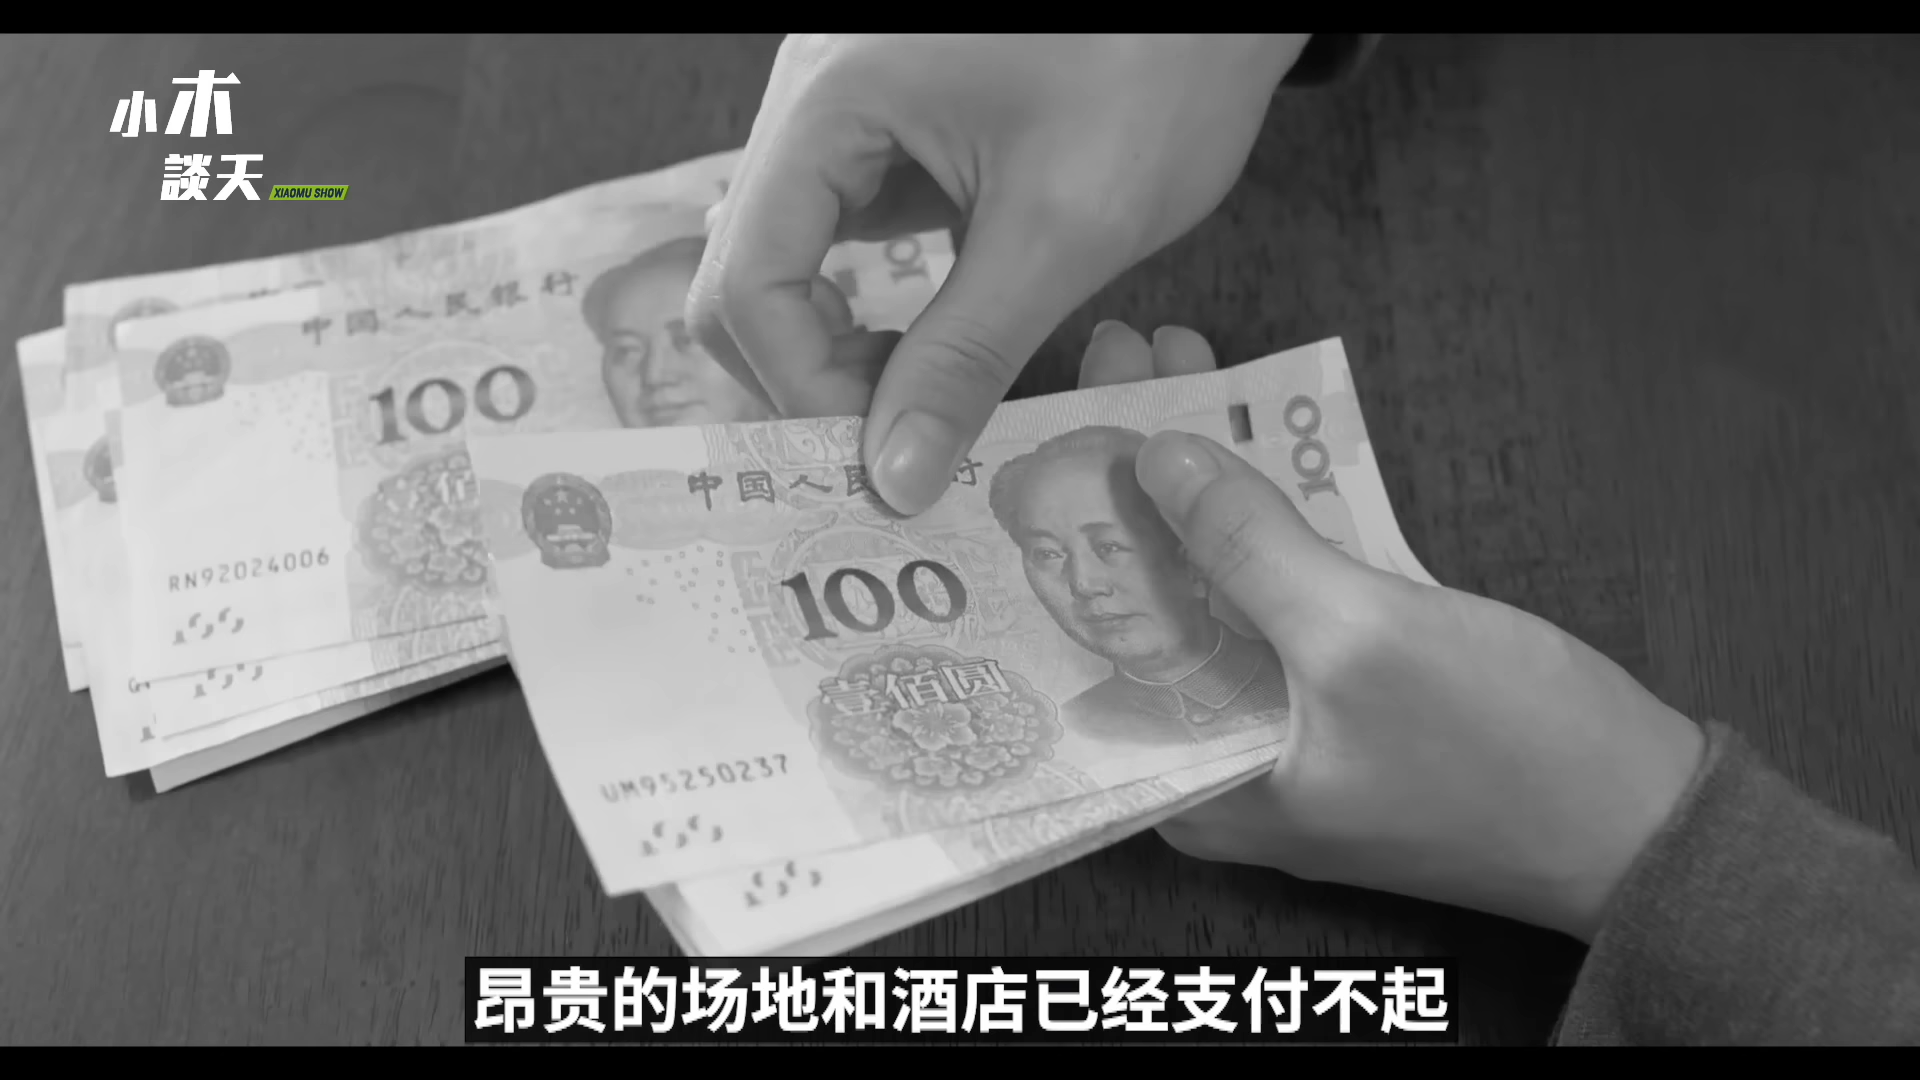 小木
談天
XIAOMU SHOW
中国人民银行
100
100
佰
RN92024006
中国人民 行
100
100
壹佰圆
UM95250237
昂贵的场地和酒店已经支付不起